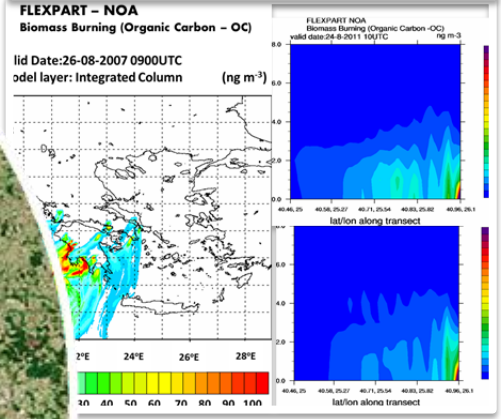 FLEXPART – NOA
Biomass Burning (Organic Carbon – OC)
lid Date:26-08-2007 0900UTC
odel layer: Integrated Column (ng m-3)
2°E 24°E 26°E 28°E
30 40 50 60 70 80 90 100
FLEXPART NOA
Biomass Burning (Organic Carbon -OC)
valid date:24-8-2011 10UTC ng m-3
8.0
6.0
4.0
2.0
0.0
40.46, 25 40.58, 25.27 40.71, 25.54 40.83, 25.82 40.96, 26.1
lat/lon along transect
6.0
4.0
2.0
0.0
40.46, 25 40.58, 25.27 40.71, 25.54 40.83, 25.82 40.96, 26.1
lat/lon along transect